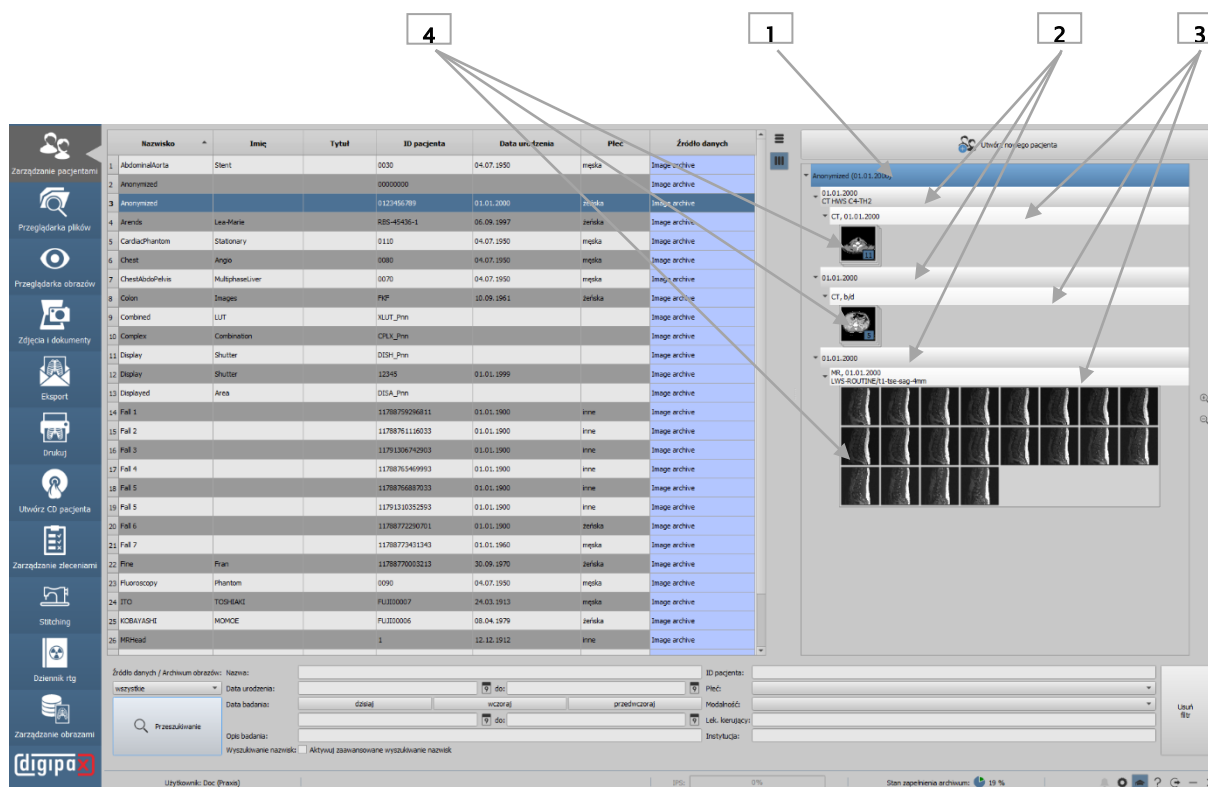 4
1
2
3
Zarządzanie pacjentami
Przeglądarka plików
Przeglądarka obrazów
Zdjęcia i dokumenty
Eksport
Drukuj
Utwórz CD pacjenta
Zarządzanie zleceniami
Stitching
Dziennik rtg
Zarządzanie obrazami
digipax
Nazwisko Imię Tytuł ID pacjenta Data urodzenia Płeć Źródło danych
1 AbdominalAorta Stent 0030 04.07.1950 męska Image archive
2 Anonymized 00000000 Image archive
3 Anonymized 0123456789 01.01.2000 żeńska Image archive
4 Arends Lea-Marie RBS-45436-1 06.09.1997 żeńska Image archive
5 CardiacPhantom Stationary 0110 04.07.1950 męska Image archive
6 Chest Angio 0080 04.07.1950 męska Image archive
7 ChestAbdoPelvis MultiphaseLiver 0070 04.07.1950 męska Image archive
8 Colon Images FKF 10.09.1961 żeńska Image archive
9 Combined LUT XLUT_Pnn Image archive
10 Complex Combination CPLX_Pnn Image archive
11 Display Shutter DISH_Pnn Image archive
12 Display Shutter 12345 01.01.1999 Image archive
13 Displayed Area DISA_Pnn Image archive
14 Fall 1 11788759296811 01.01.1900 inne Image archive
15 Fall 2 11788761116033 01.01.1900 inne Image archive
16 Fall 3 11791306742903 01.01.1900 inne Image archive
17 Fall 4 11788765469993 01.01.1900 inne Image archive
18 Fall 5 11788766887033 01.01.1900 inne Image archive
19 Fall 5 11791310352593 01.01.1900 inne Image archive
20 Fall 6 11788772290701 01.01.1900 żeńska Image archive
21 Fall 7 11788773431343 01.01.1960 męska Image archive
22 Fine Fran 11788770003213 30.09.1970 żeńska Image archive
23 Fluoroscopy Phantom 0090 04.07.1950 męska Image archive
24 ITO TOSHIAKI FUJI00007 24.03.1913 męska Image archive
25 KOBAYASHI MOMOE FUJI00006 08.04.1979 żeńska Image archive
26 MRHead 1 12.12.1912 inne Image archive
Utwórz nowego pacjenta
Anonymized (01.01.2000)
01.01.2000
CT HWS C4-TH2
CT, 01.01.2000
11
01.01.2000
CT, b/d
01.01.2000
MR, 01.01.2000
LWS-ROUTINE/t1-tse-sag-4mm
Źródło danych / Archiwum obrazów: Nazwa: ID pacjenta:
wszystkie Data urodzenia: 9 do: 9 Płeć:
Data badania: dzisiaj wczoraj przedwczoraj Modalność:
Przeszukiwanie 9 do: 9 Lek. kierujący:
Opis badania: Instytucja:
Wyszukiwanie nazwisk: Aktywuj zaawansowane wyszukiwanie nazwisk
Usuń
filtr
Użytkownik: Doc (Praxis) IPS: 0% Stan zapełnienia archiwum: 19 % ?